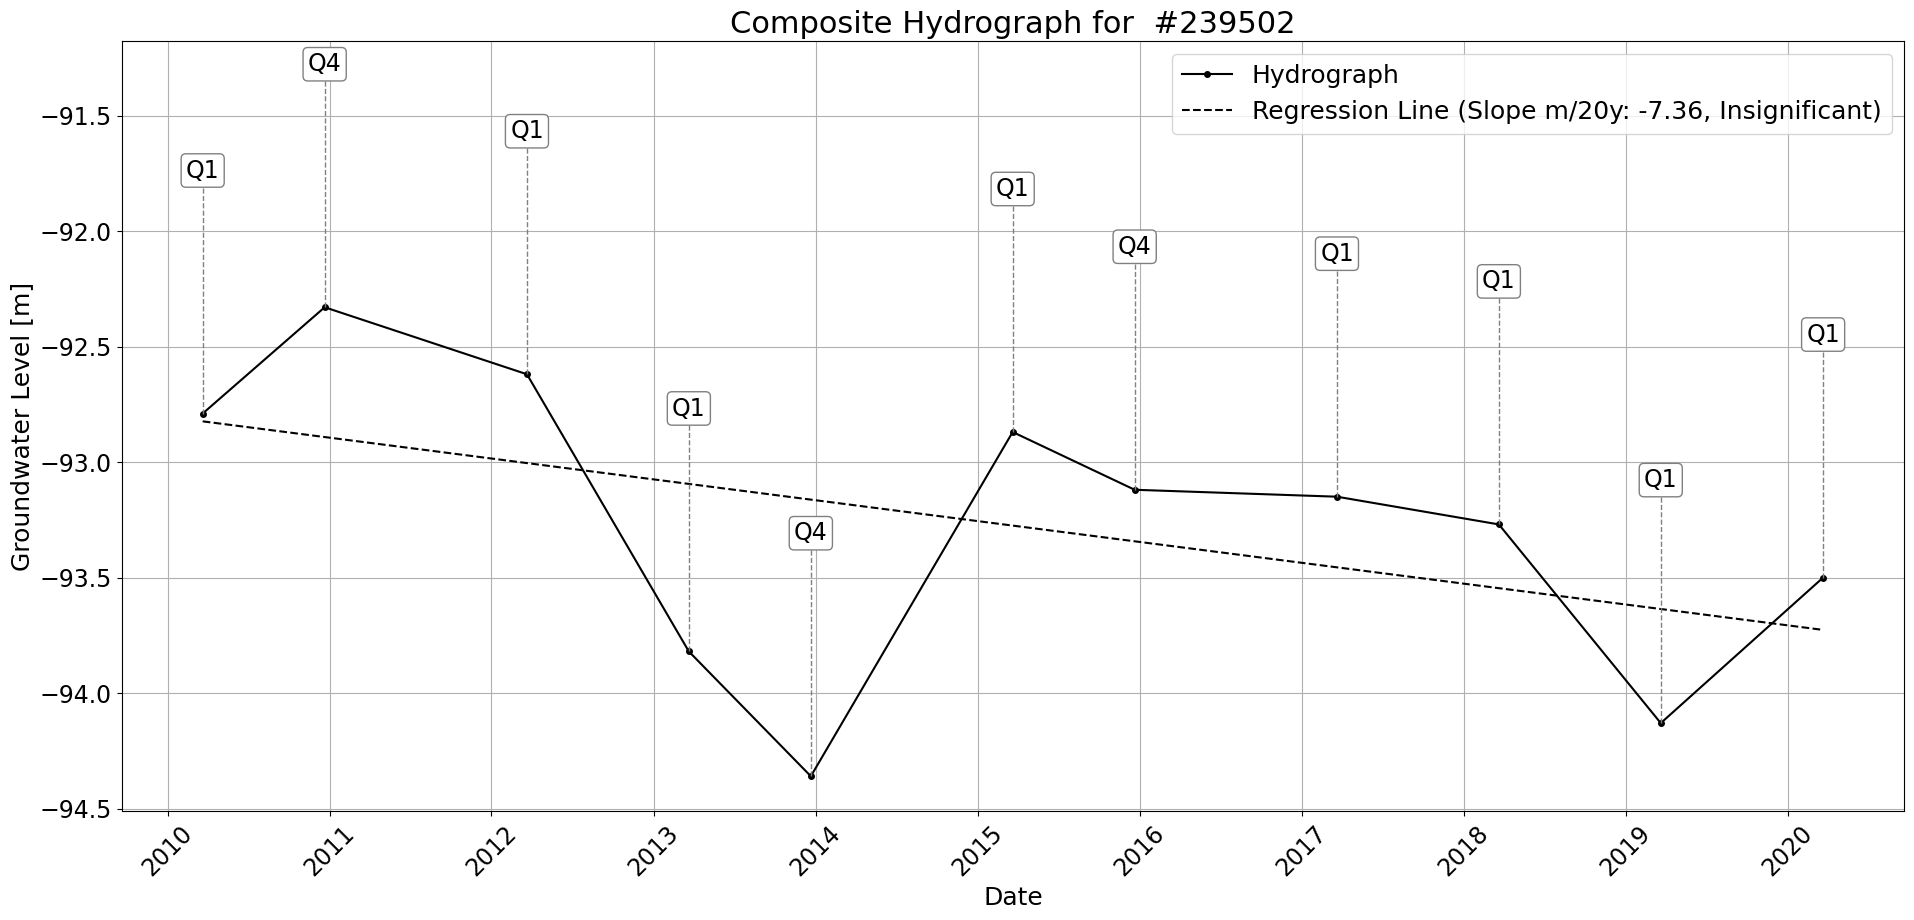 Composite Hydrograph for  #239502
Hydrograph
Regression Line (Slope m/20y: -7.36, Insignificant)
Q4
Q1
Q1
Q1
Q4
Q1
Q1
Q1
Q1
Q1
Q4
Groundwater Level [m]
−91.5
−92.0
−92.5
−93.0
−93.5
−94.0
−94.5
2010
2011
2012
2013
2014
2015
2016
2017
2018
2019
2020
Date